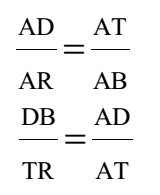 AD/AR = AT/AB
DB/TR = AD/AT